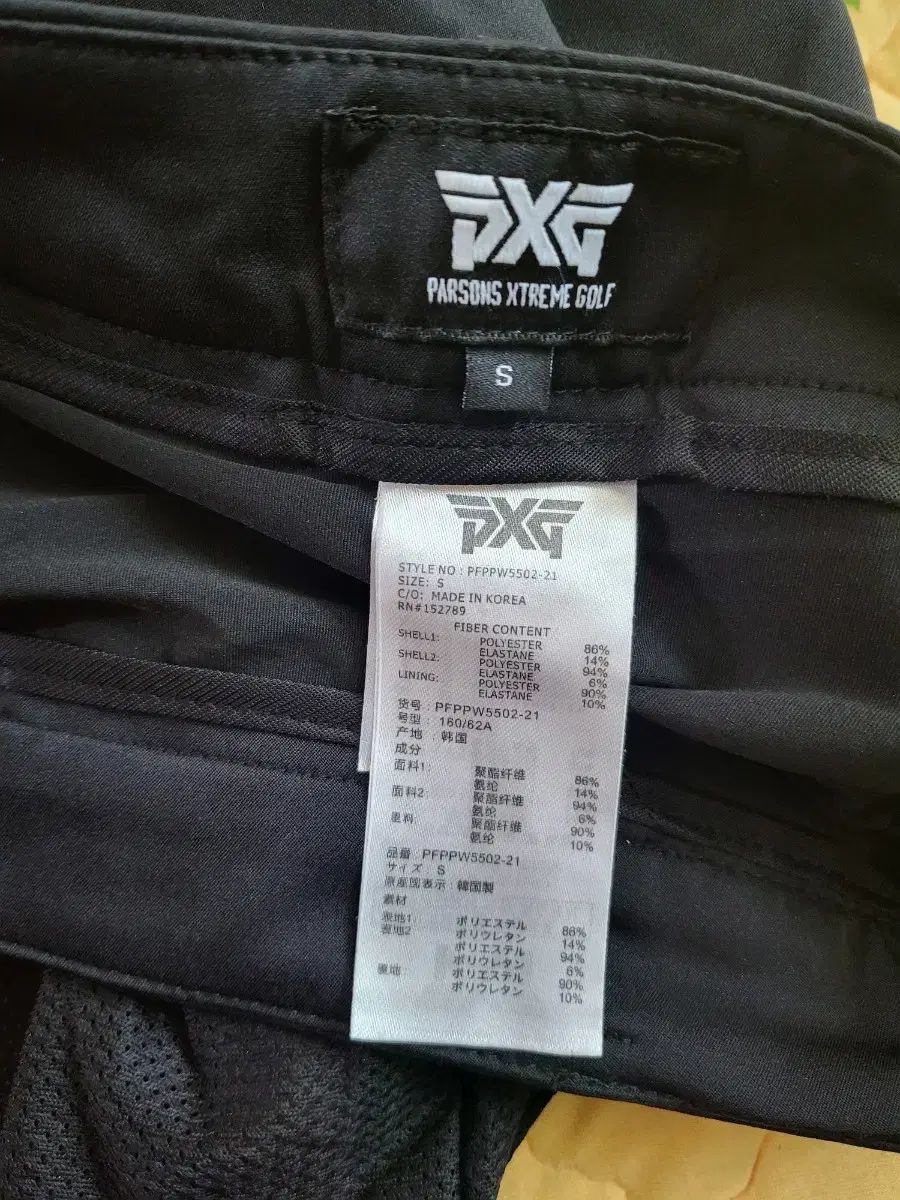 PXG
PARSONS XTREME GOLF
S
PXG
STYLE NO : PFPPW5502-21
SIZE: S
C/O: MADE IN KOREA
RN#152789
FIBER CONTENT
SHELL1: POLYESTER 86%
ELASTANE 14%
SHELL2: POLYESTER 94%
ELASTANE 6%
LINING: POLYESTER 90%
ELASTANE 10%
货号 : PFPPW5502-21
号型 : 160/62A
产地 : 韩国
成分
面料1: 聚酯纤维 86%
氨纶 14%
面料2: 聚酯纤维 94%
氨纶 6%
里料: 聚酯纤维 90%
氨纶 10%
品番 : PFPPW5502-21
サイズ S
原産国表示 : 韓国製
素材
表地1: ポリエステル 86%
ポリウレタン 14%
表地2 ポリエステル 94%
ポリウレタン 6%
裏地: ポリエステル 90%
ポリウレタン 10%